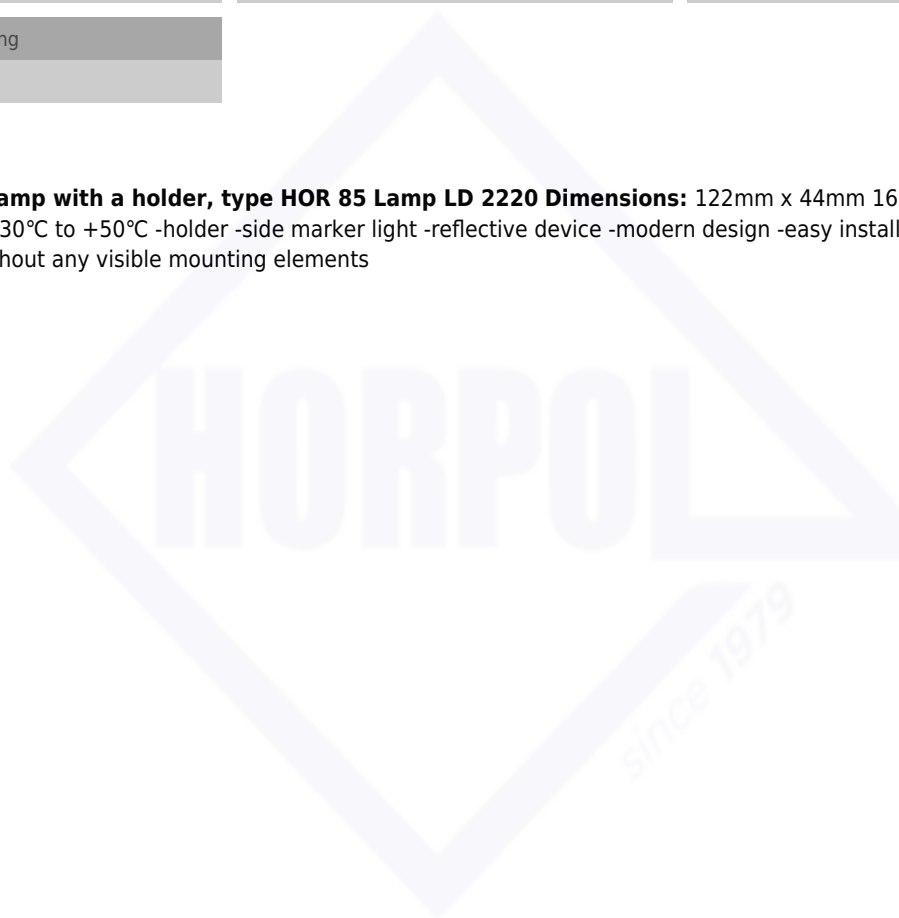 ng
amp with a holder, type HOR 85 Lamp LD 2220 Dimensions: 122mm x 44mm 16
30℃ to +50℃ -holder -side marker light -reflective device -modern design -easy install
hout any visible mounting elements
HORPOL
since 1979